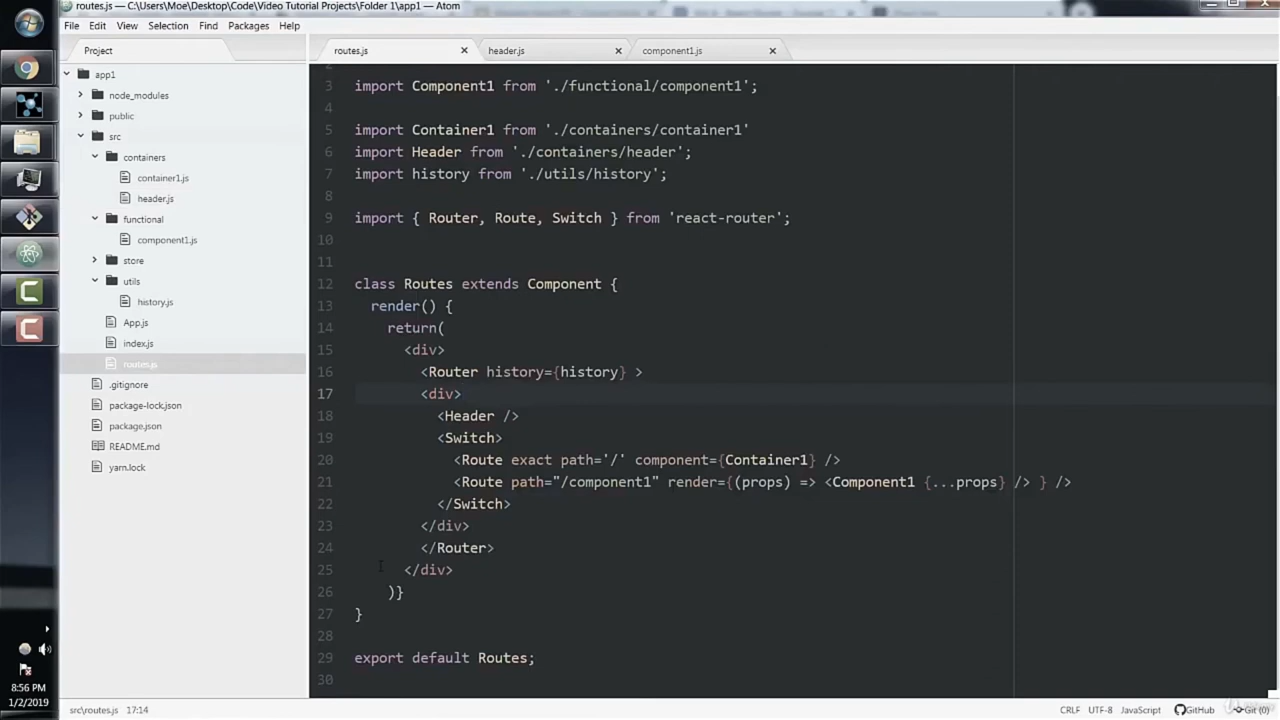 routes.js — C:\Users\Moe\Desktop\Code\Video Tutorial Projects\Folder 1\app1 — Atom
File Edit View Selection Find Packages Help
Project
app1
node_modules
public
src
containers
container1.js
header.js
functional
component1.js
store
utils
history.js
App.js
index.js
routes.js
.gitignore
package-lock.json
package.json
README.md
yarn.lock
routes.js header.js component1.js
3 import Component1 from './functional/component1';
4
5 import Container1 from './containers/container1'
6 import Header from './containers/header';
7 import history from './utils/history';
8
9 import { Router, Route, Switch } from 'react-router';
10
11
12 class Routes extends Component {
13 render() {
14 return(
15 <div>
16 <Router history={history} >
17 <div>
18 <Header />
19 <Switch>
20 <Route exact path='/' component={Container1} />
21 <Route path="/component1" render={(props) => <Component1 {...props} /> } />
22 </Switch>
23 </div>
24 </Router>
25 </div>
26 )}
27 }
28
29 export default Routes;
30
8:56 PM
1/2/2019
src\routes.js 17:14 CRLF UTF-8 JavaScript GitHub Git (0)